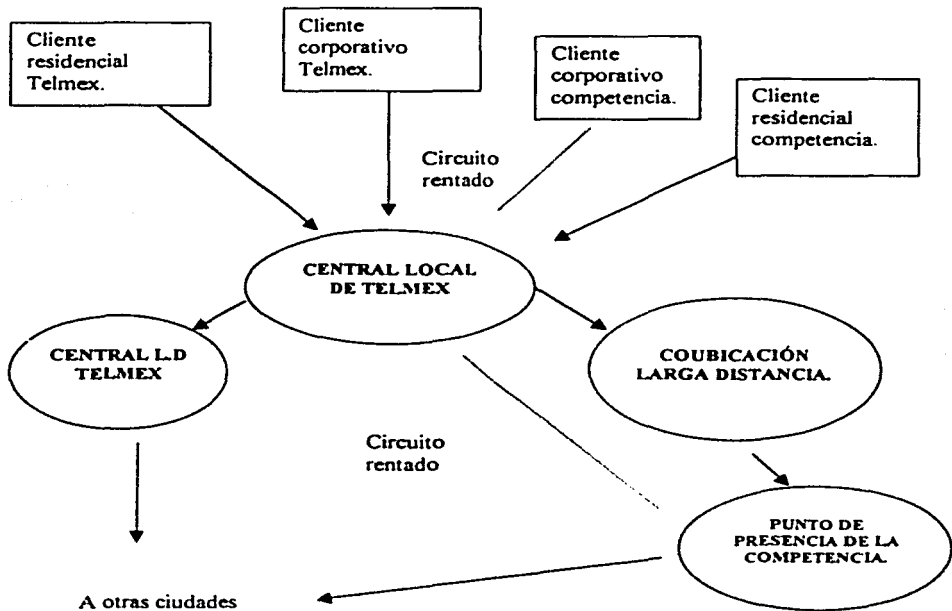 Cliente
residencial
Telmex.
Cliente
corporativo
Telmex.
Cliente
corporativo
competencia.
Cliente
residencial
competencia.
Circuito
rentado
CENTRAL LOCAL
DE TELMEX
CENTRAL L.D
TELMEX
COUBICACIÓN
LARGA DISTANCIA.
Circuito
rentado
PUNTO DE
PRESENCIA DE LA
COMPETENCIA.
A otras ciudades